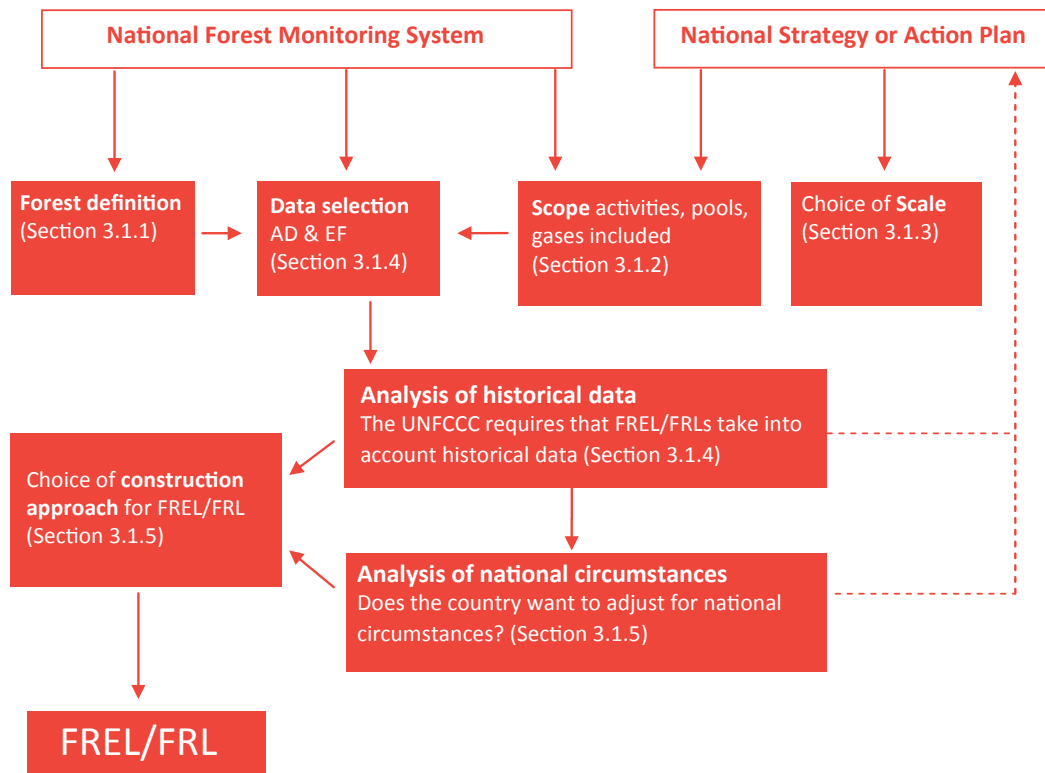 National Forest Monitoring System
National Strategy or Action Plan
Forest definition
(Section 3.1.1)
Data selection
AD & EF
(Section 3.1.4)
Scope activities, pools,
gases included
(Section 3.1.2)
Choice of Scale
(Section 3.1.3)
Analysis of historical data
The UNFCCC requires that FREL/FRLs take into
account historical data (Section 3.1.4)
Choice of construction
approach for FREL/FRL
(Section 3.1.5)
Analysis of national circumstances
Does the country want to adjust for national
circumstances? (Section 3.1.5)
FREL/FRL